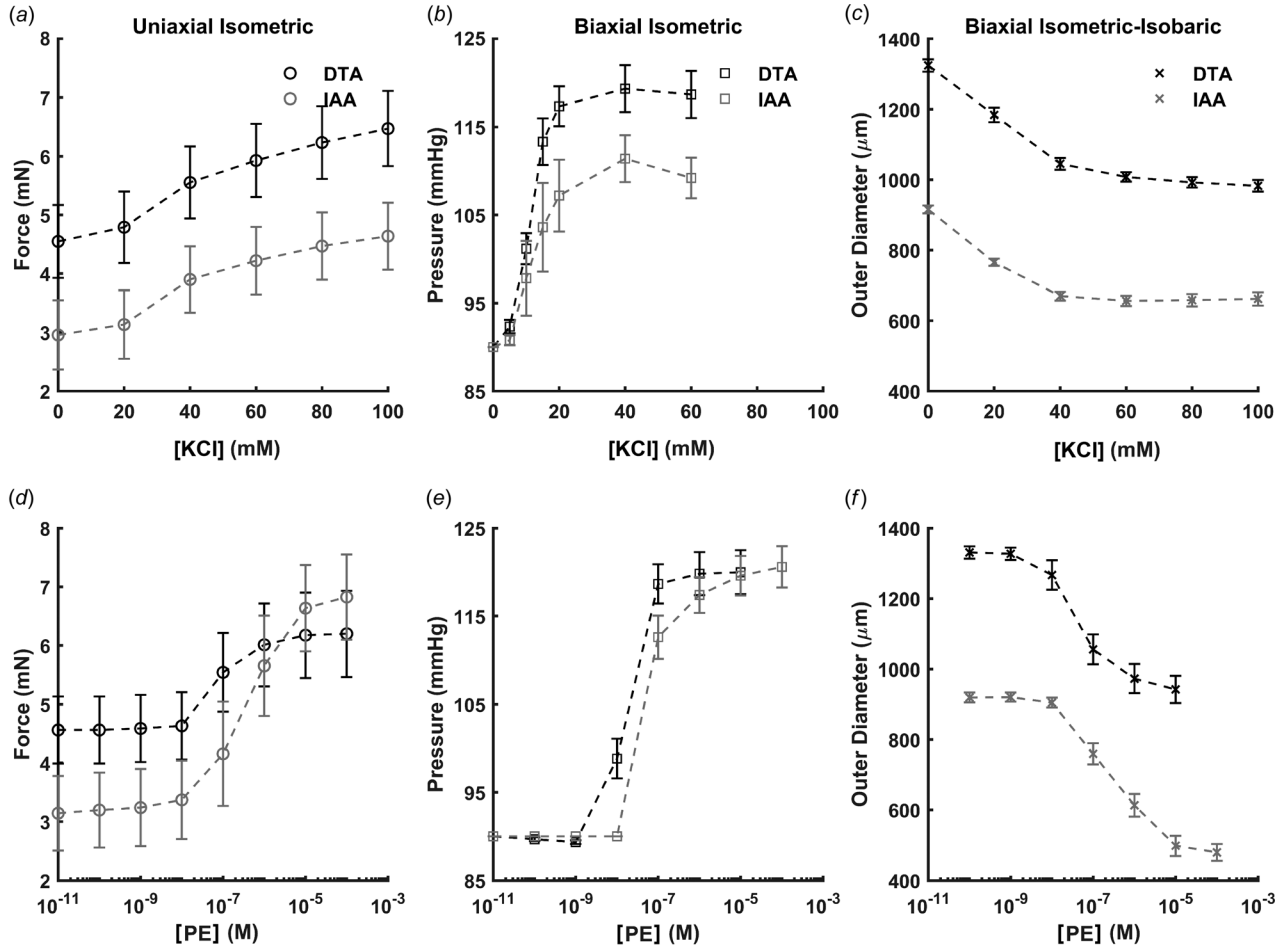 (a)
Uniaxial Isometric
8
7
6
5
4
3
2
Force (mN)
DTA
IAA
0 20 40 60 80 100
[KCl] (mM)
(b)
Biaxial Isometric
125
115
105
95
85
Pressure (mmHg)
DTA
IAA
0 20 40 60 80 100
[KCl] (mM)
(c)
Biaxial Isometric-Isobaric
1400
1200
1000
800
600
400
Outer Diameter (μm)
DTA
IAA
0 20 40 60 80 100
[KCl] (mM)
(d)
8
7
6
5
4
3
2
Force (mN)
10-11 10-9 10-7 10-5 10-3
[PE] (M)
(e)
125
115
105
95
85
Pressure (mmHg)
10-11 10-9 10-7 10-5 10-3
[PE] (M)
(f)
1400
1200
1000
800
600
400
Outer Diameter (μm)
10-11 10-9 10-7 10-5 10-3
[PE] (M)